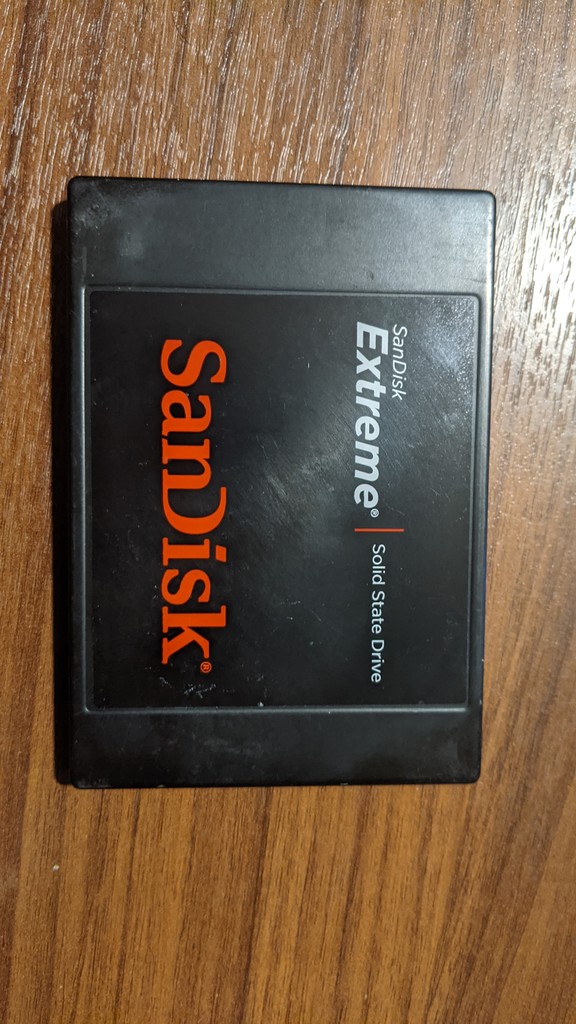 SanDisk
Extreme® | Solid State Drive
SanDisk®